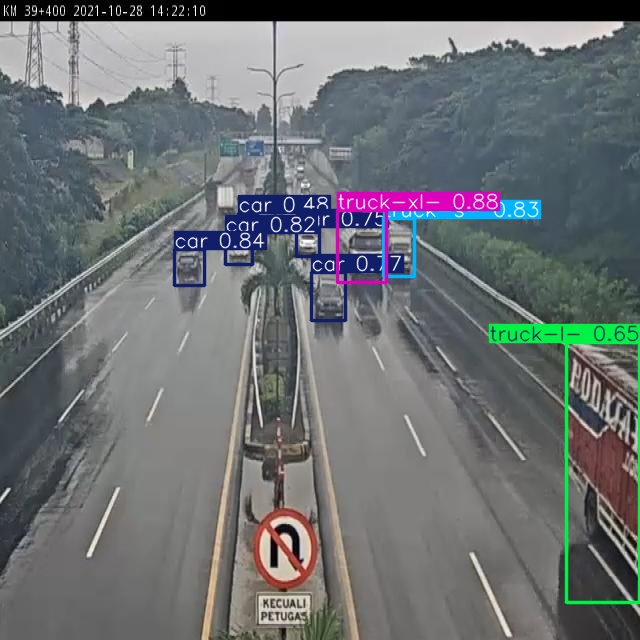 KM 39+400 2021-10-28 14:22:10
truck-xl- 0.88
car 0.48
0.83
car 0.82
0.75
car 0.84
car 0.77
truck-l- 0.65
KECUALI
PETUGAS